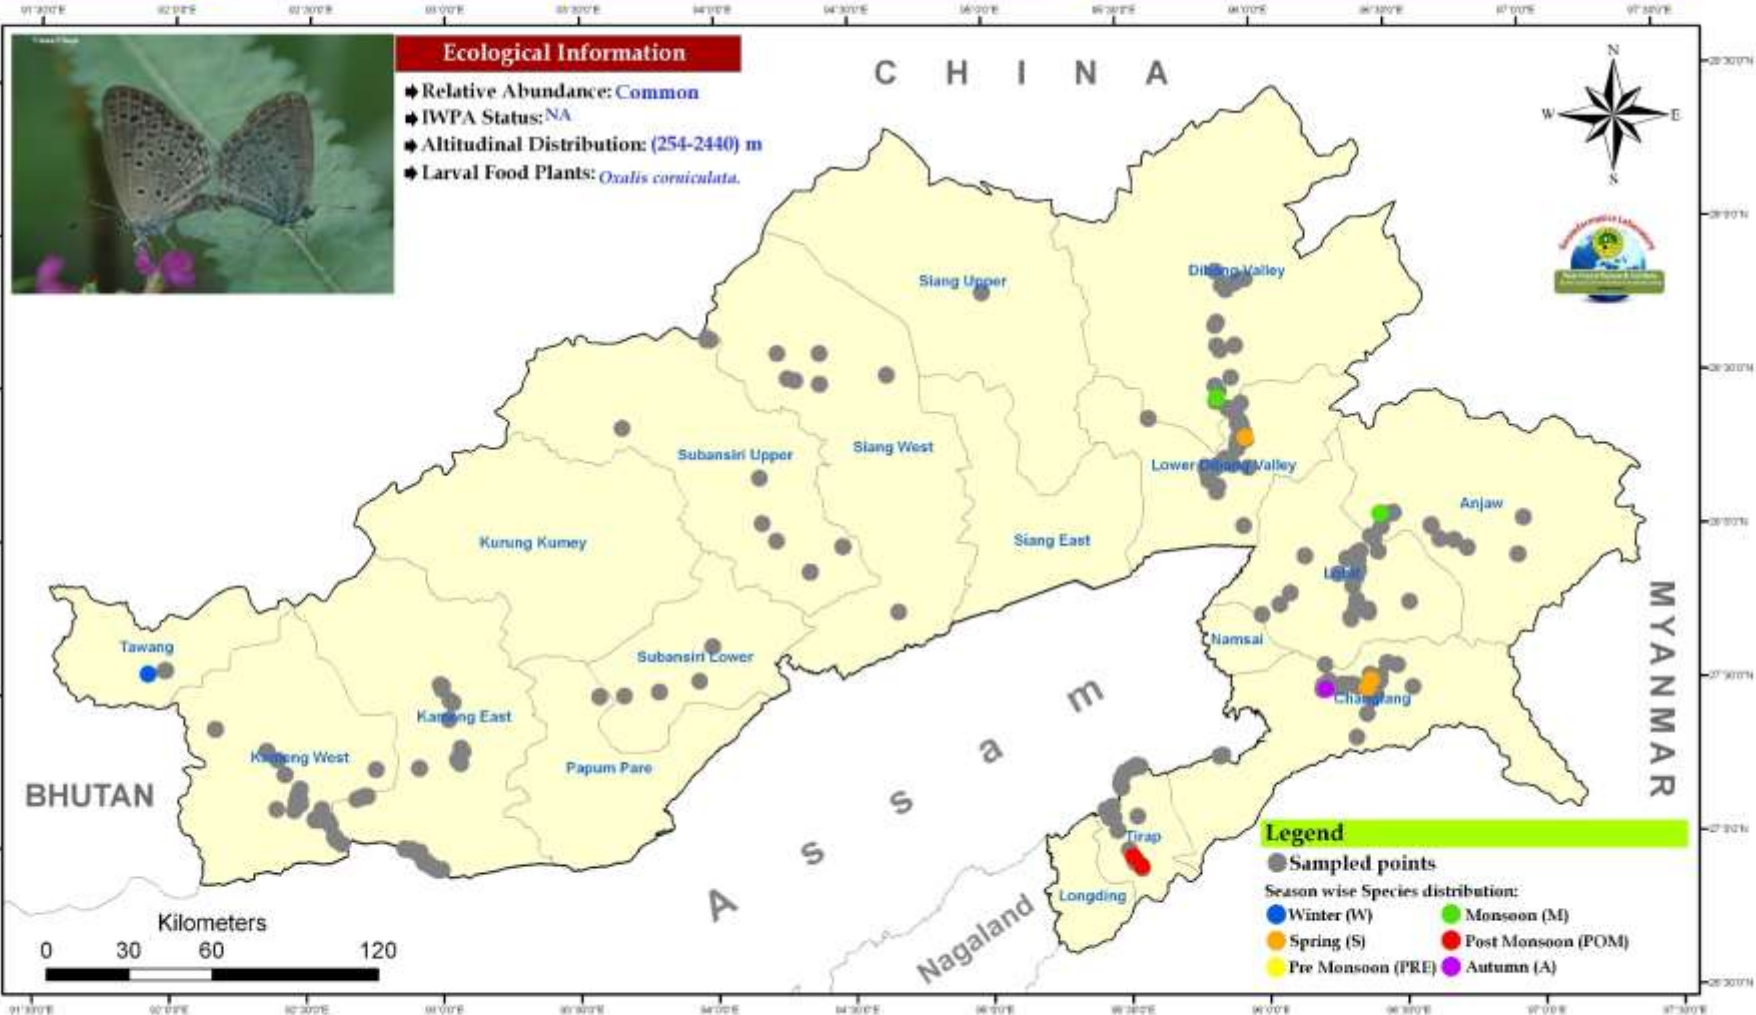 Ecological Information
Relative Abundance: Common
IWPA Status: NA
Altitudinal Distribution: (254-2440) m
Larval Food Plants: Oxalis corniculata.
C H I N A
N
W E
S
Siang Upper
Dibang Valley
Subansiri Upper
Siang West
Lower Dibang Valley
Anjaw
Kurung Kumey
Siang East
Lohit
Namsai
Tawang
Subansiri Lower
Changlang
Kameng East
Kameng West
Papum Pare
BHUTAN
MYANMAR
A s s a m
Tirap
Longding
Nagaland
Kilometers
0 30 60 120
Legend
Sampled points
Season wise Species distribution:
Winter (W) Monsoon (M)
Spring (S) Post Monsoon (POM)
Pre Monsoon (PRE) Autumn (A)